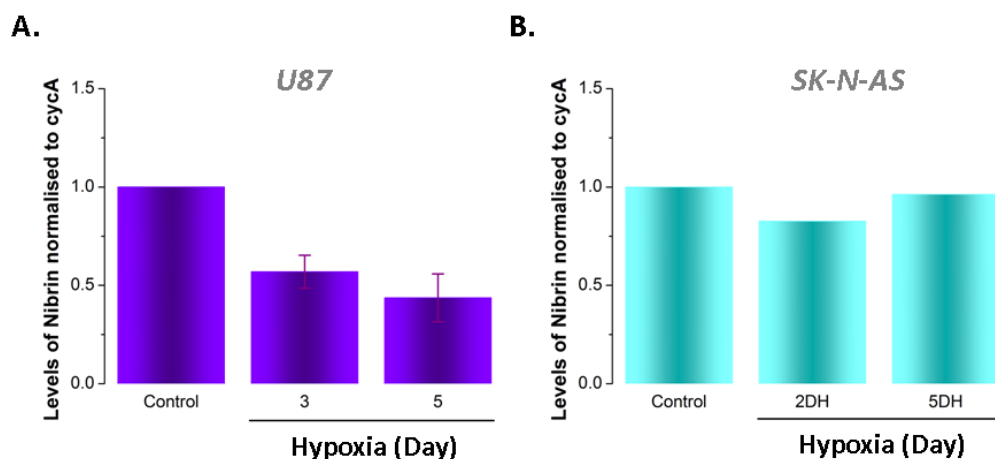 A.
U87
Levels of Nibrin normalised to cycA
1.5
1.0
0.5
0.0
Control
3
5
Hypoxia (Day)
B.
SK-N-AS
Levels of Nibrin normalised to cycA
1.5
1.0
0.5
0.0
Control
2DH
5DH
Hypoxia (Day)